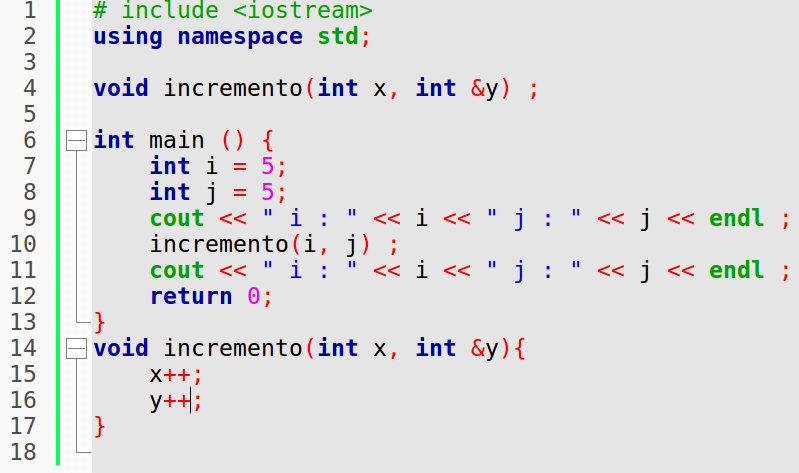 1 # include <iostream>
2 using namespace std;
3
4 void incremento(int x, int &y) ;
5
6 int main () {
7     int i = 5;
8     int j = 5;
9     cout << " i : " << i << " j : " << j << endl ;
10     incremento(i, j) ;
11     cout << " i : " << i << " j : " << j << endl ;
12     return 0;
13 }
14 void incremento(int x, int &y){
15     x++;
16     y++;
17 }
18